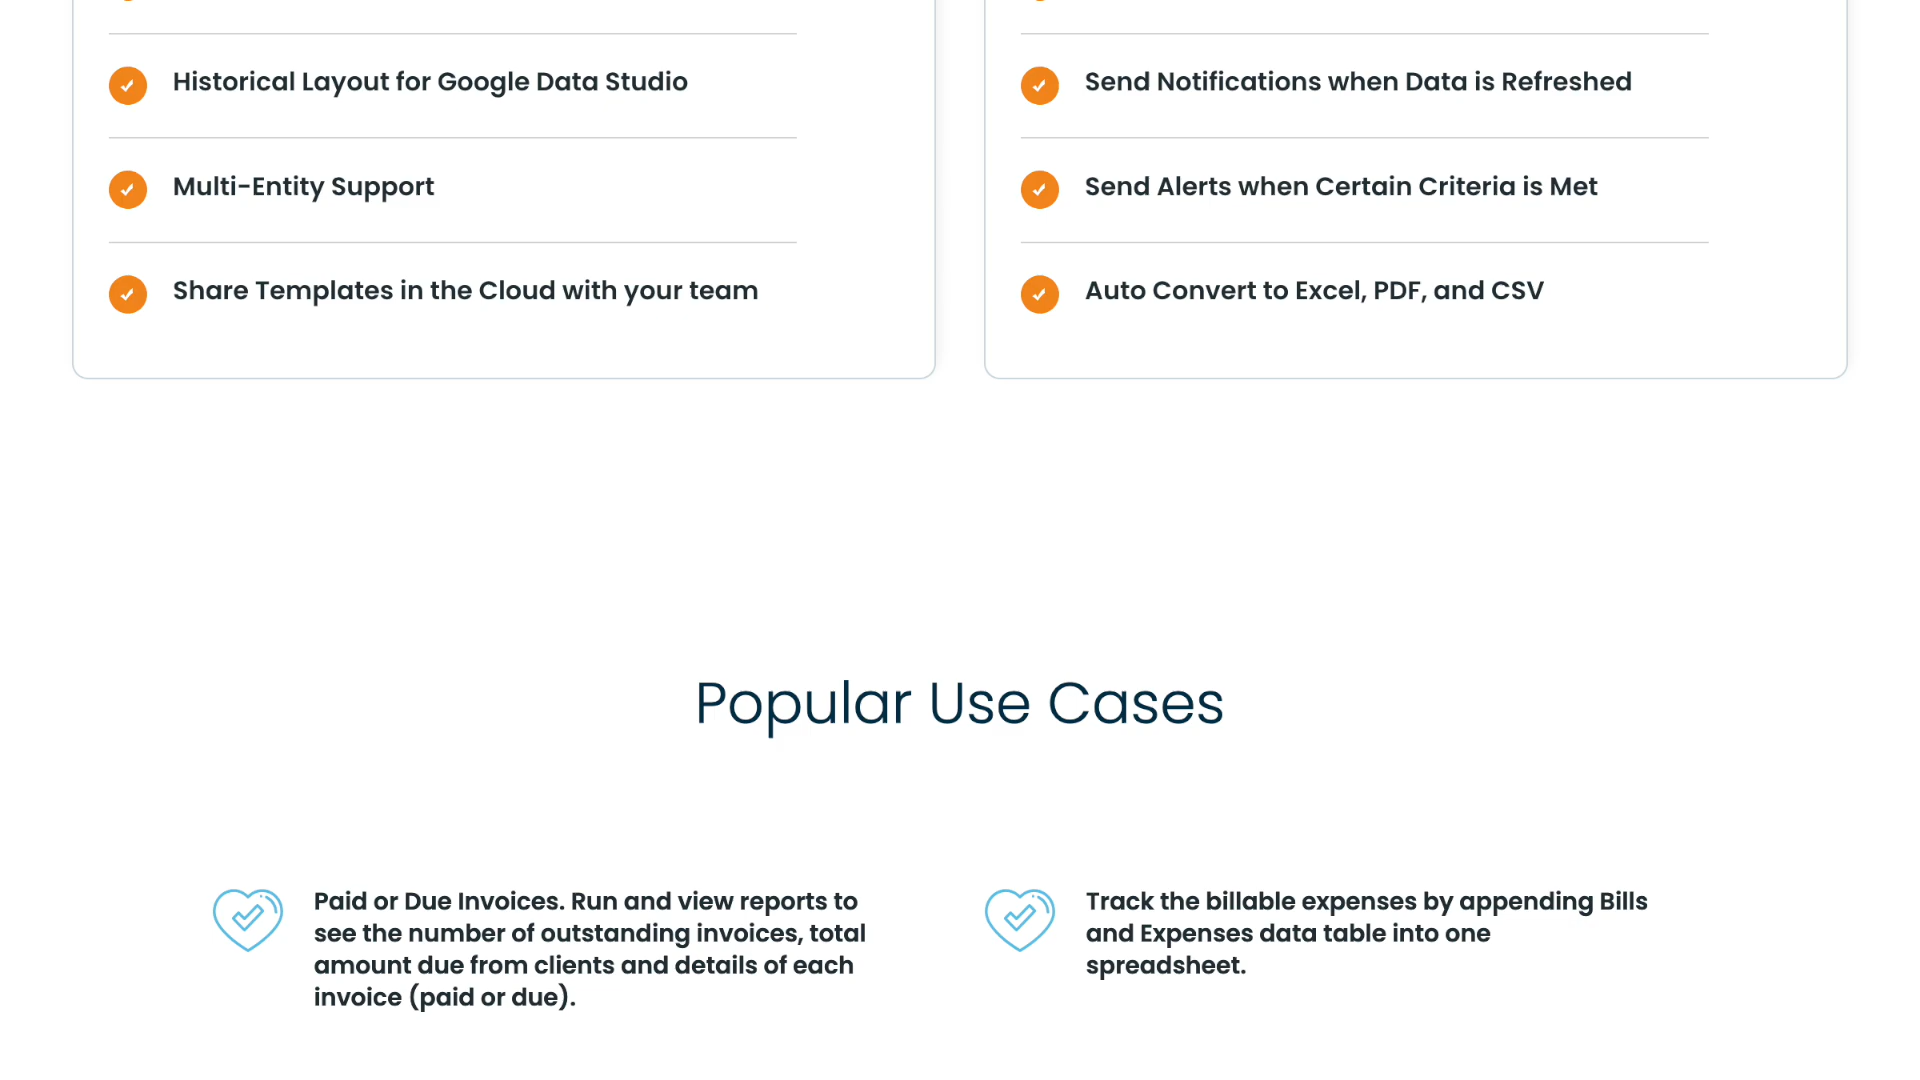 Historical Layout for Google Data Studio
Multi-Entity Support
Share Templates in the Cloud with your team
Send Notifications when Data is Refreshed
Send Alerts when Certain Criteria is Met
Auto Convert to Excel, PDF, and CSV
Popular Use Cases
Paid or Due Invoices. Run and view reports to
see the number of outstanding invoices, total
amount due from clients and details of each
invoice (paid or due).
Track the billable expenses by appending Bills
and Expenses data table into one
spreadsheet.